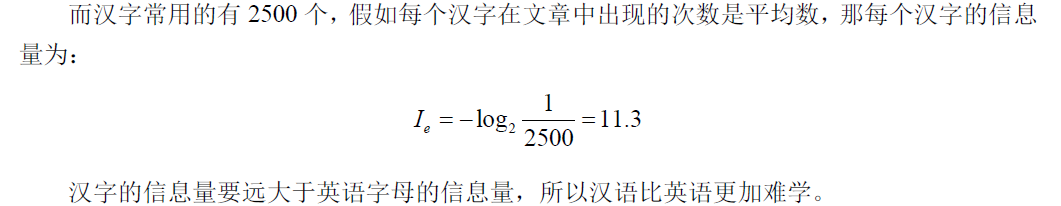 而汉字常用的有 2500 个，假如每个汉字在文章中出现的次数是平均数，那每个汉字的信息
量为：
I_e = -log_2 1/2500 = 11.3
汉字的信息量要远大于英语字母的信息量，所以汉语比英语更加难学。